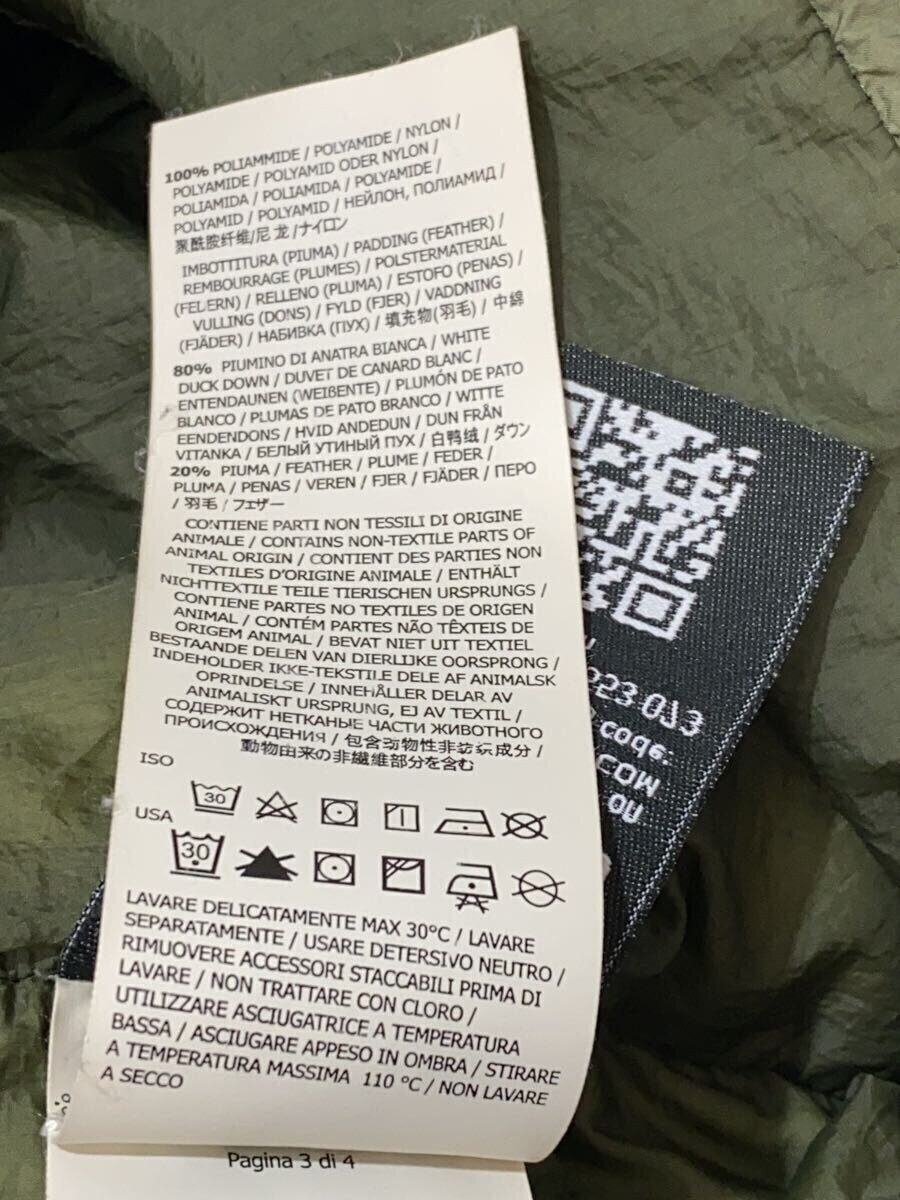 100% POLIAMMIDE / POLYAMIDE / NYLON /
POLYAMIDE / POLYAMID ODER NYLON /
POLIAMIDA / POLIAMIDA / POLYAMIDE /
POLYAMID / POLYAMID / НЕЙЛОН, ПОЛИАМИД /
聚酰胺纤维/尼 龙 /ナイロン
IMBOTTITURA (PIUMA) / PADDING (FEATHER) /
REMBOURRAGE (PLUMES) / POLSTERMATERIAL
(FEDERN) / RELLENO (PLUMA) / ESTOFO (PENAS) /
VULLING (DONS) / FYLD (FJER) / VADDNING
(FJÄDER) / НАБИВКА (ПУХ) / 填充物(羽毛) / 中綿
80% PIUMINO DI ANATRA BIANCA / WHITE
DUCK DOWN / DUVET DE CANARD BLANC /
ENTENDAUNEN (WEIßENTE) / PLUMÓN DE PATO
BLANCO / PLUMAS DE PATO BRANCO / WITTE
EENDENDONS / HVID ANDEDUN / DUN FRÅN
VITANKA / БЕЛЫЙ УТИНЫЙ ПУХ / 白鸭绒 / ダウン
20% PIUMA / FEATHER / PLUME / FEDER /
PLUMA / PENAS / VEREN / FJER / FJÄDER / ПЕРО
/ 羽毛 / フェザー
CONTIENE PARTI NON TESSILI DI ORIGINE
ANIMALE / CONTAINS NON-TEXTILE PARTS OF
ANIMAL ORIGIN / CONTIENT DES PARTIES NON
TEXTILES D'ORIGINE ANIMALE / ENTHÄLT
NICHTTEXTILE TEILE TIERISCHEN URSPRUNGS /
CONTIENE PARTES NO TEXTILES DE ORIGEN
ANIMAL / CONTÉM PARTES NÃO TÊXTEIS DE
ORIGEM ANIMAL / BEVAT NIET UIT TEXTIEL
BESTAANDE DELEN VAN DIERLIJKE OORSPRONG /
INDEHOLDER IKKE-TEKSTILE DELE AF ANIMALSK
OPRINDELSE / INNEHÅLLER DELAR AV
ANIMALISKT URSPRUNG, EJ AV TEXTIL /
СОДЕРЖИТ НЕТКАНЫЕ ЧАСТИ ЖИВОТНОГО
ПРОИСХОЖДЕНИЯ / 包含动物性非纺织成分 /
動物由来の非繊維部分を含む
ISO
30
USA
30
LAVARE DELICATAMENTE MAX 30°C / LAVARE
SEPARATAMENTE / USARE DETERSIVO NEUTRO /
RIMUOVERE ACCESSORI STACCABILI PRIMA DI
LAVARE / NON TRATTARE CON CLORO /
UTILIZZARE ASCIUGATRICE A TEMPERATURA
BASSA / ASCIUGARE APPESO IN OMBRA / STIRARE
A TEMPERATURA MASSIMA 110 °C / NON LAVARE
A SECCO
Pagina 3 di 4
code.